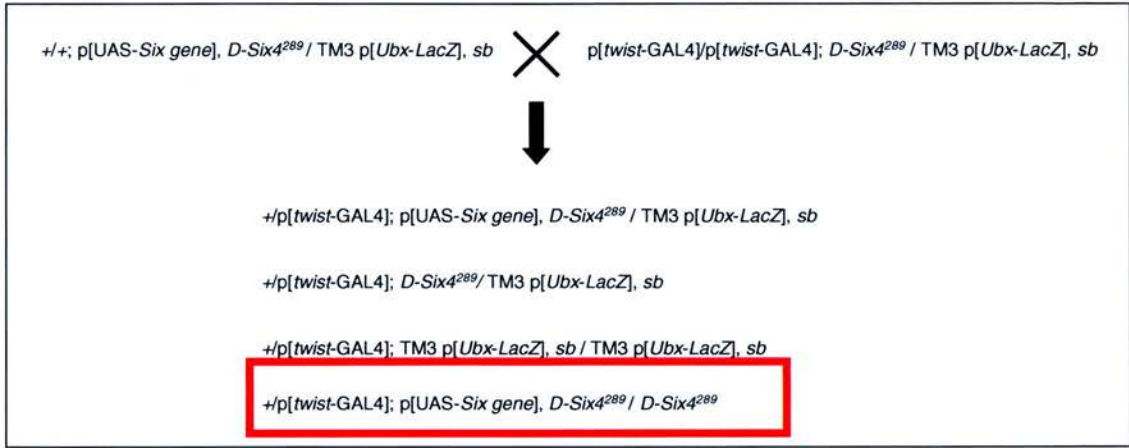 +/+; p[UAS-Six gene], D-Six4²⁸⁹ / TM3 p[Ubx-LacZ], sb p[twist-GAL4]/p[twist-GAL4]; D-Six4²⁸⁹ / TM3 p[Ubx-LacZ], sb
+/p[twist-GAL4]; p[UAS-Six gene], D-Six4²⁸⁹ / TM3 p[Ubx-LacZ], sb
+/p[twist-GAL4]; D-Six4²⁸⁹/ TM3 p[Ubx-LacZ], sb
+/p[twist-GAL4]; TM3 p[Ubx-LacZ], sb / TM3 p[Ubx-LacZ], sb
+/p[twist-GAL4]; p[UAS-Six gene], D-Six4²⁸⁹ / D-Six4²⁸⁹